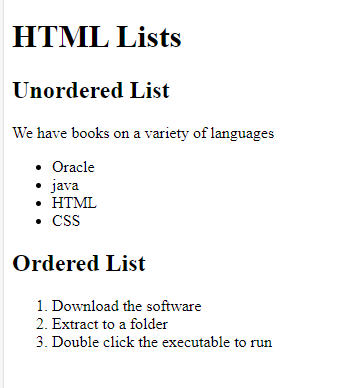 HTML Lists
Unordered List
We have books on a variety of languages
• Oracle
• java
• HTML
• CSS
Ordered List
1. Download the software
2. Extract to a folder
3. Double click the executable to run